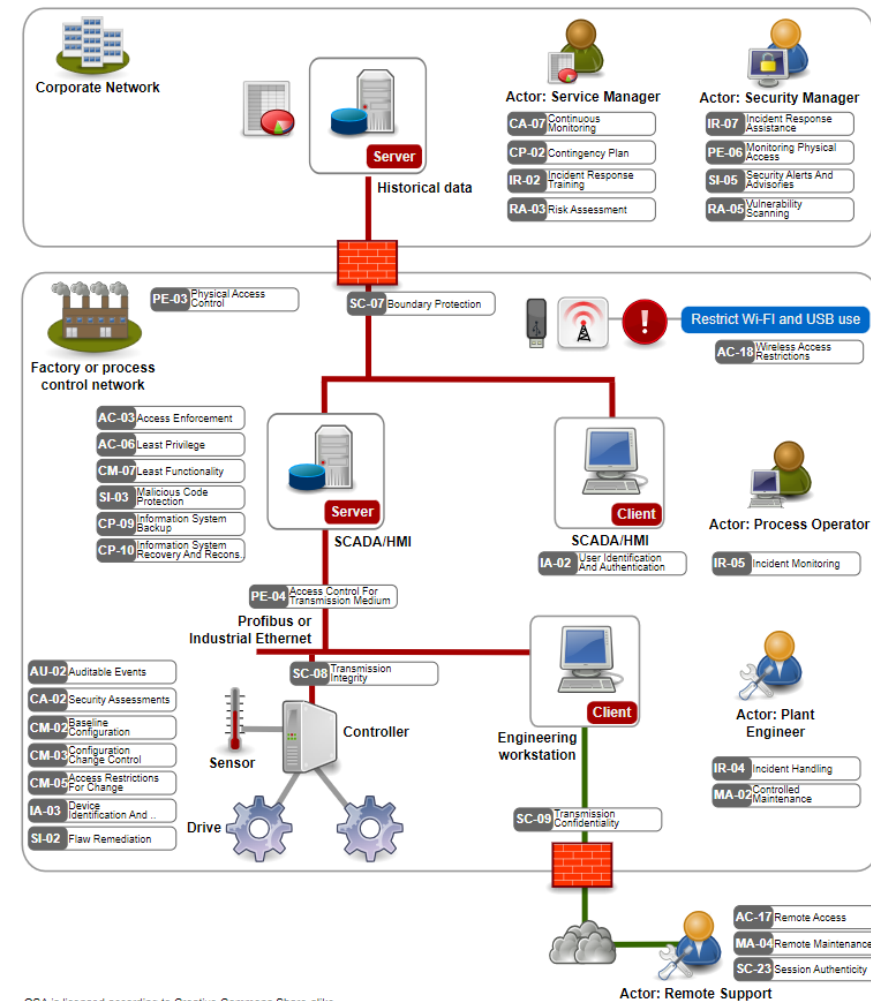 Corporate Network
Server
Historical data
Actor: Service Manager
CA-07 Continuous
Monitoring
CP-02 Contingency Plan
IR-02 Incident Response
Training
RA-03 Risk Assessment
Actor: Security Manager
IR-07 Incident Response
Assistance
PE-06 Monitoring Physical
Access
SI-05 Security Alerts And
Advisories
RA-05 Vulnerability
Scanning
PE-03 Physical Access
Control
SC-07 Boundary Protection
Restrict Wi-FI and USB use
AC-18 Wireless Access
Restrictions
Factory or process
control network
AC-03 Access Enforcement
AC-06 Least Privilege
CM-07 Least Functionality
SI-03 Malicious Code
Protection
CP-09 Information System
Backup
CP-10 Information System
Recovery And Recons..
Server
SCADA/HMI
Client
SCADA/HMI
IA-02 User Identification
And Authentication
Actor: Process Operator
IR-05 Incident Monitoring
PE-04 Access Control For
Transmission Medium
Profibus or
Industrial Ethernet
SC-08 Transmission
Integrity
AU-02 Auditable Events
CA-02 Security Assessments
CM-02 Baseline
Configuration
CM-03 Configuration
Change Control
CM-05 Access Restrictions
For Change
IA-03 Device
Identification And ..
SI-02 Flaw Remediation
Sensor
Controller
Drive
Client
Engineering
workstation
Actor: Plant
Engineer
IR-04 Incident Handling
MA-02 Controlled
Maintenance
SC-09 Transmission
Confidentiality
AC-17 Remote Access
MA-04 Remote Maintenance
SC-23 Session Authenticity
Actor: Remote Support